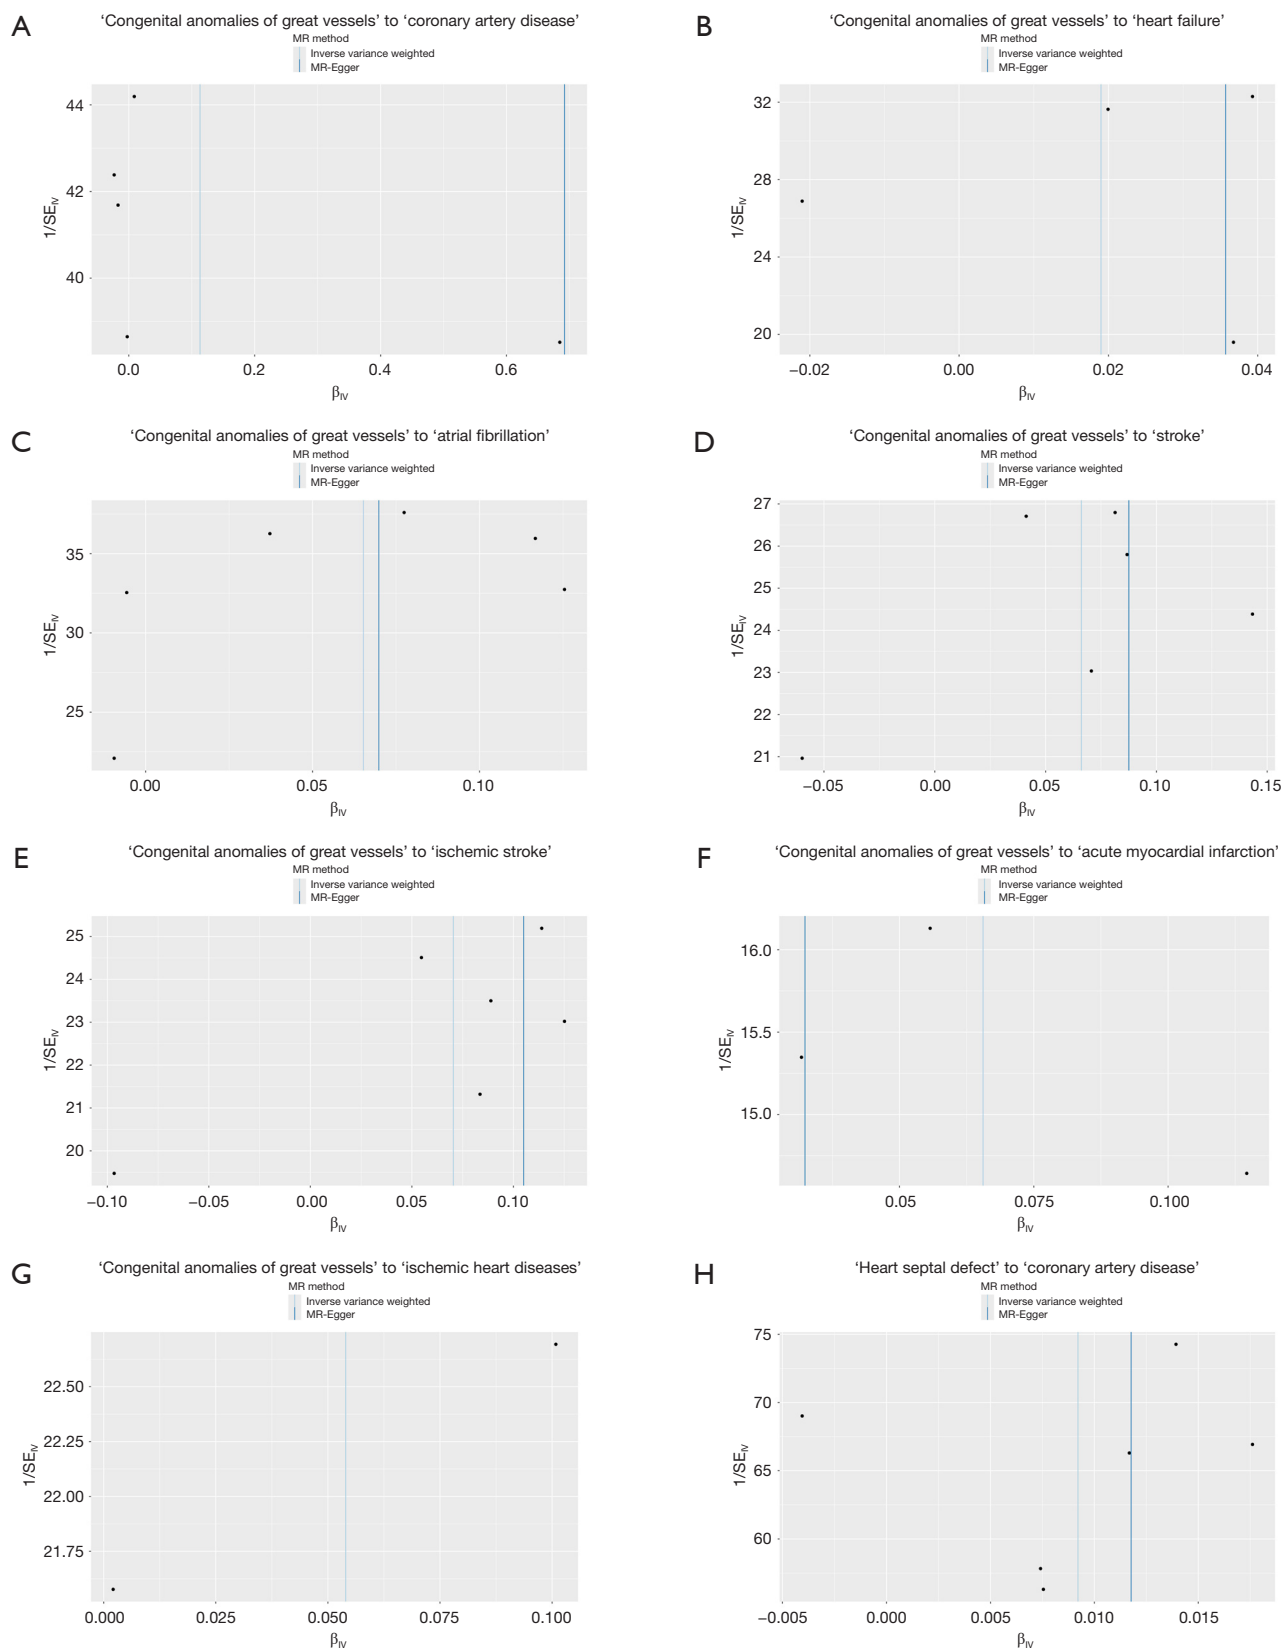 A
'Congenital anomalies of great vessels' to 'coronary artery disease'
MR method
Inverse variance weighted
MR-Egger
44
42
40
1/SE_IV
0.0 0.2 0.4 0.6
β_IV
B
'Congenital anomalies of great vessels' to 'heart failure'
MR method
Inverse variance weighted
MR-Egger
32
28
24
20
1/SE_IV
−0.02 0.00 0.02 0.04
β_IV
C
'Congenital anomalies of great vessels' to 'atrial fibrillation'
MR method
Inverse variance weighted
MR-Egger
35
30
25
1/SE_IV
0.00 0.05 0.10
β_IV
D
'Congenital anomalies of great vessels' to 'stroke'
MR method
Inverse variance weighted
MR-Egger
27
26
25
24
23
22
21
1/SE_IV
−0.05 0.00 0.05 0.10 0.15
β_IV
E
'Congenital anomalies of great vessels' to 'ischemic stroke'
MR method
Inverse variance weighted
MR-Egger
25
24
23
22
21
20
1/SE_IV
−0.10 −0.05 0.00 0.05 0.10
β_IV
F
'Congenital anomalies of great vessels' to 'acute myocardial infarction'
MR method
Inverse variance weighted
MR-Egger
16.0
15.5
15.0
1/SE_IV
0.05 0.075 0.100
β_IV
G
'Congenital anomalies of great vessels' to 'ischemic heart diseases'
MR method
Inverse variance weighted
MR-Egger
22.50
22.25
22.00
21.75
1/SE_IV
0.000 0.025 0.050 0.075 0.100
β_IV
H
'Heart septal defect' to 'coronary artery disease'
MR method
Inverse variance weighted
MR-Egger
75
70
65
60
1/SE_IV
−0.005 0.000 0.005 0.010 0.015
β_IV